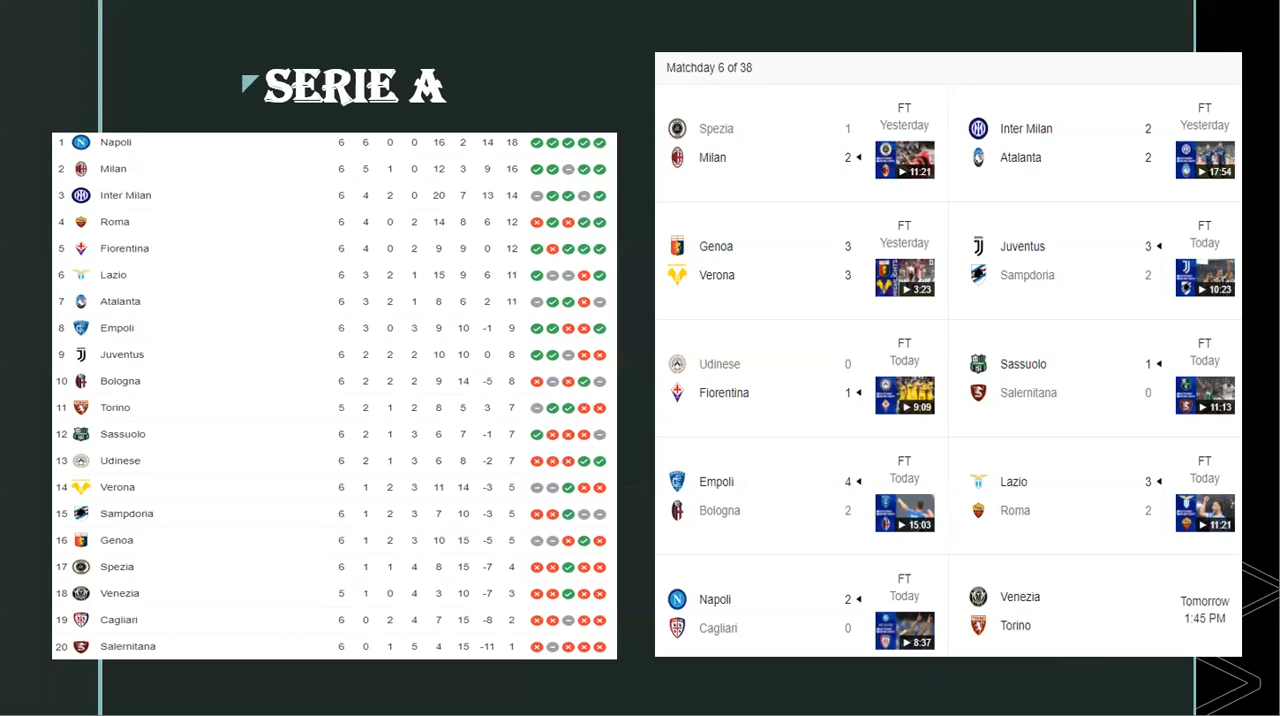 SERIE A
1 Napoli 6 6 0 0 16 2 14 18
2 Milan 6 5 1 0 12 3 9 16
3 Inter Milan 6 4 2 0 20 7 13 14
4 Roma 6 4 0 2 14 8 6 12
5 Fiorentina 6 4 0 2 9 9 0 12
6 Lazio 6 3 2 1 15 9 6 11
7 Atalanta 6 3 2 1 8 6 2 11
8 Empoli 6 3 0 3 9 10 -1 9
9 Juventus 6 2 2 2 10 10 0 8
10 Bologna 6 2 2 2 9 14 -5 8
11 Torino 5 2 1 2 8 5 3 7
12 Sassuolo 6 2 1 3 6 7 -1 7
13 Udinese 6 2 1 3 6 8 -2 7
14 Verona 6 1 2 3 11 14 -3 5
15 Sampdoria 6 1 2 3 7 10 -3 5
16 Genoa 6 1 2 3 10 15 -5 5
17 Spezia 6 1 1 4 8 15 -7 4
18 Venezia 5 1 0 4 3 10 -7 3
19 Cagliari 6 0 2 4 7 15 -8 2
20 Salernitana 6 0 1 5 4 15 -11 1
Matchday 6 of 38
FT
Yesterday
Spezia 1
Milan 2
11:21
FT
Yesterday
Inter Milan 2
Atalanta 2
17:54
FT
Yesterday
Genoa 3
Verona 3
3:23
FT
Today
Juventus 3
Sampdoria 2
10:23
FT
Today
Udinese 0
Fiorentina 1
9:09
FT
Today
Sassuolo 1
Salernitana 0
11:13
FT
Today
Empoli 4
Bologna 2
15:03
FT
Today
Lazio 3
Roma 2
11:21
FT
Today
Napoli 2
Cagliari 0
8:37
Venezia
Torino
Tomorrow
1:45 PM